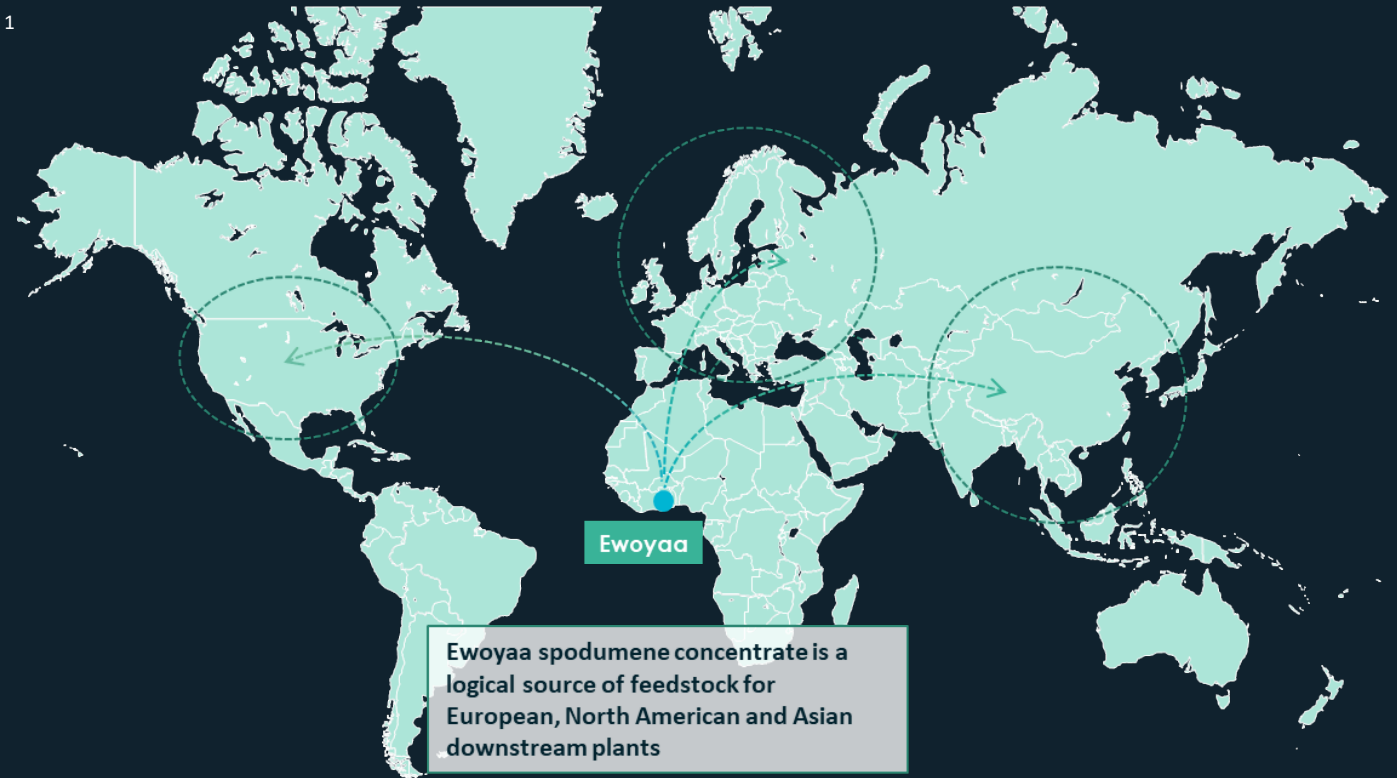 1
Ewoyaa
Ewoyaa spodumene concentrate is a
logical source of feedstock for
European, North American and Asian
downstream plants